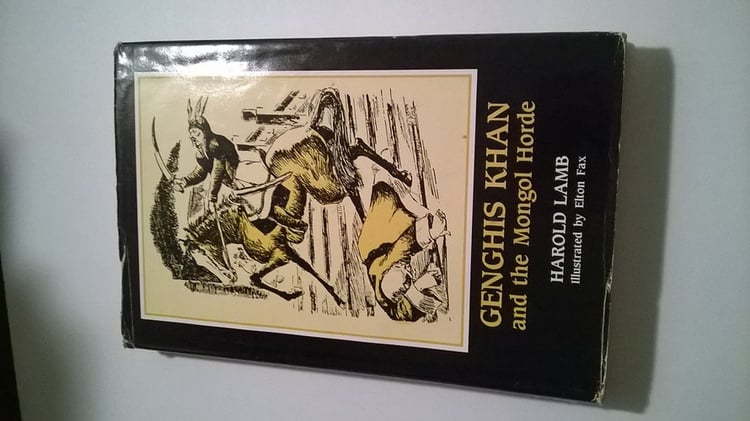 GENGHIS KHAN
and the Mongol Horde
HAROLD LAMB
Illustrated by Elton Fax